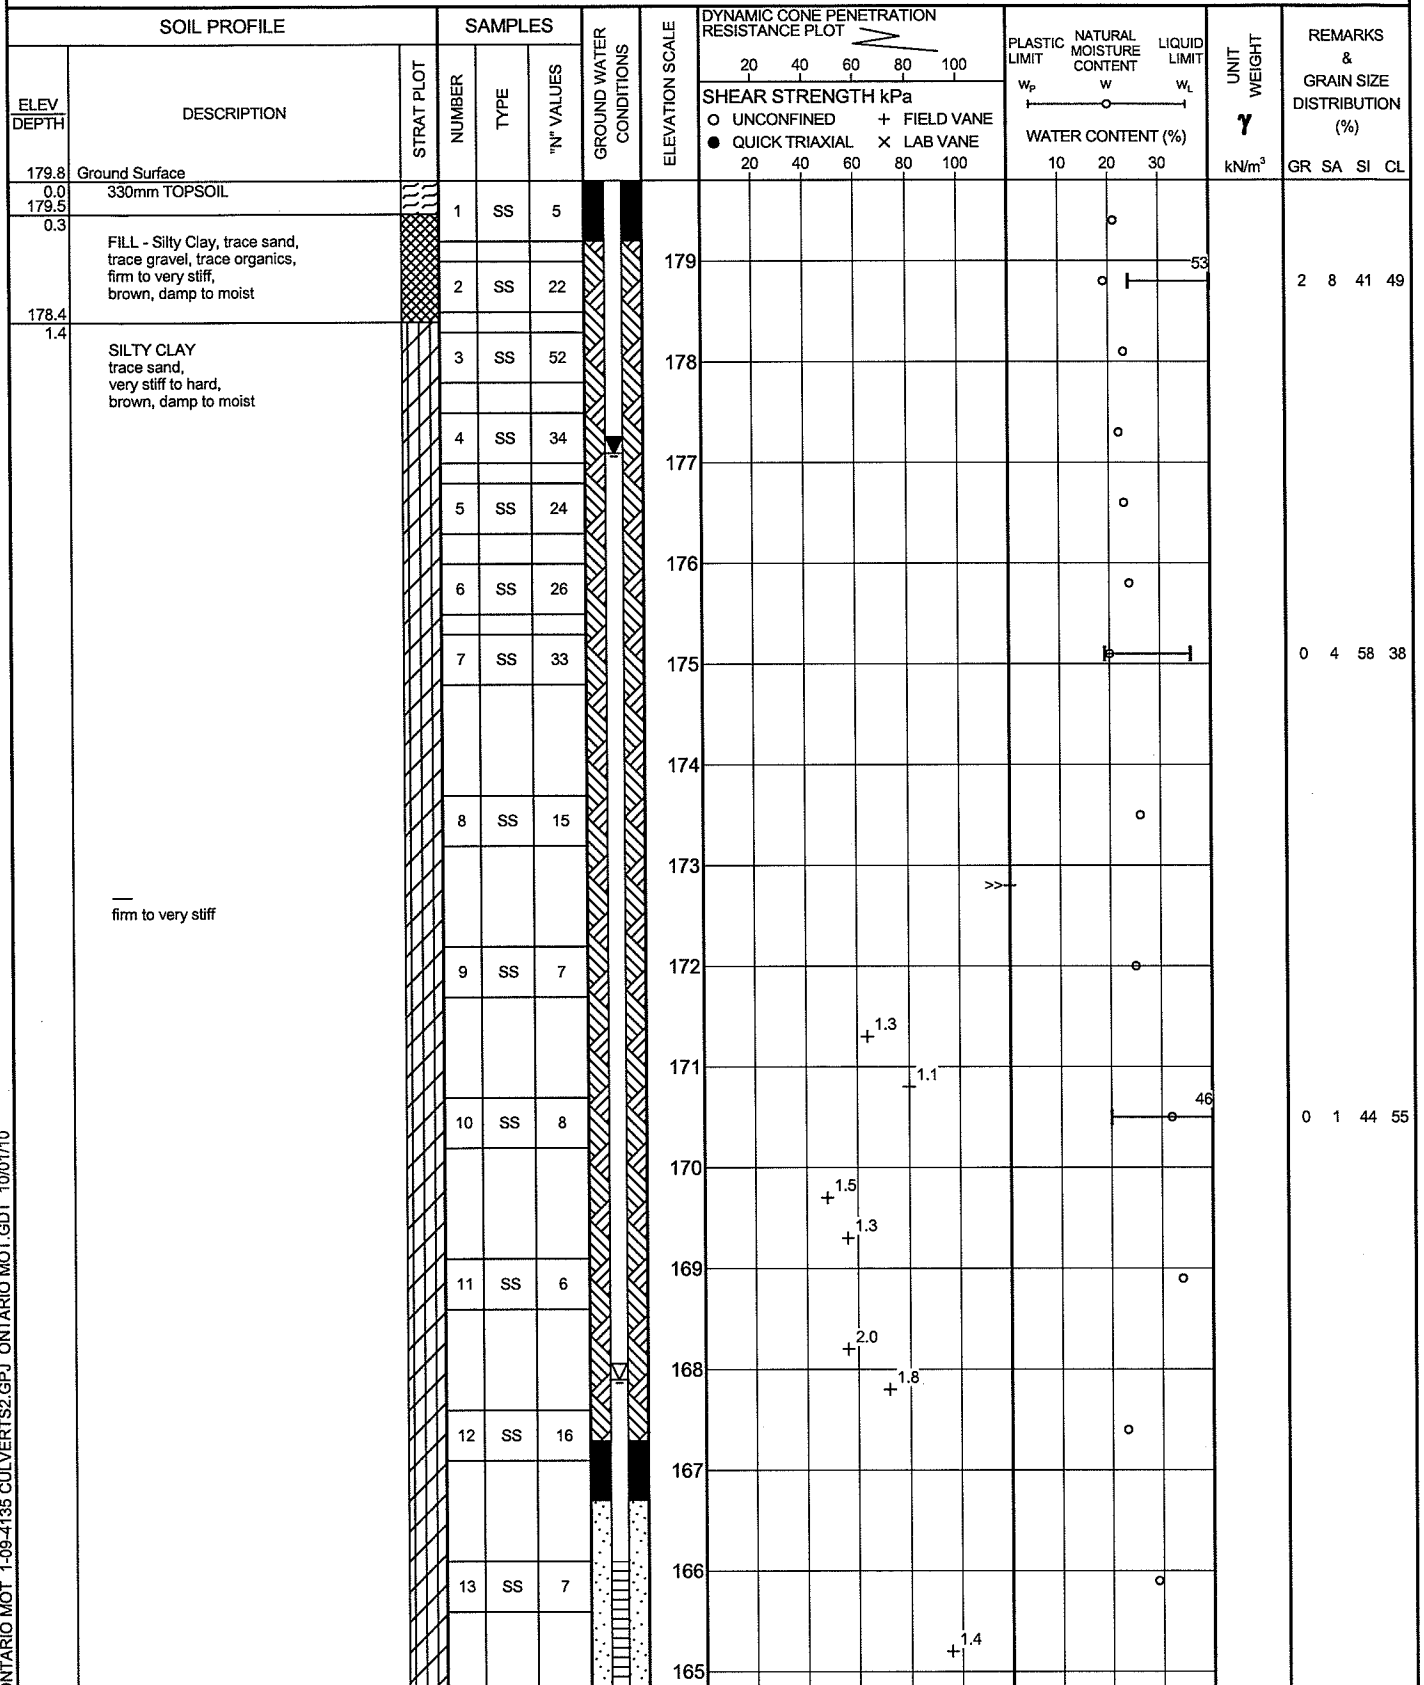 SOIL PROFILE
SAMPLES
GROUND WATER
CONDITIONS
ELEVATION SCALE
DYNAMIC CONE PENETRATION
RESISTANCE PLOT
20 40 60 80 100
PLASTIC
LIMIT
NATURAL
MOISTURE
CONTENT
LIQUID
LIMIT
WP W WL
UNIT
WEIGHT
γ
kN/m³
REMARKS
&
GRAIN SIZE
DISTRIBUTION
(%)
GR SA SI CL
ELEV
DEPTH
DESCRIPTION
STRAT PLOT
NUMBER
TYPE
"N" VALUES
SHEAR STRENGTH kPa
O UNCONFINED + FIELD VANE
● QUICK TRIAXIAL × LAB VANE
20 40 60 80 100
WATER CONTENT (%)
10 20 30
179.8 Ground Surface
0.0 330mm TOPSOIL
179.5
0.3
1 SS 5
FILL - Silty Clay, trace sand,
trace gravel, trace organics,
firm to very stiff,
brown, damp to moist
179
53
2 SS 22
2 8 41 49
178.4
1.4
SILTY CLAY
trace sand,
very stiff to hard,
brown, damp to moist
3 SS 52
178
4 SS 34
177
5 SS 24
176
6 SS 26
7 SS 33
0 4 58 38
175
174
8 SS 15
173
>>
firm to very stiff
9 SS 7
172
1.3
171
1.1
46
10 SS 8
0 1 44 55
170
1.5
1.3
169
11 SS 6
2.0
168
1.8
12 SS 16
167
166
13 SS 7
1.4
165
ONTARIO MOT 1-09-4135 CULVERTS2.GPJ ONTARIO MOT.GDT 10/01/10